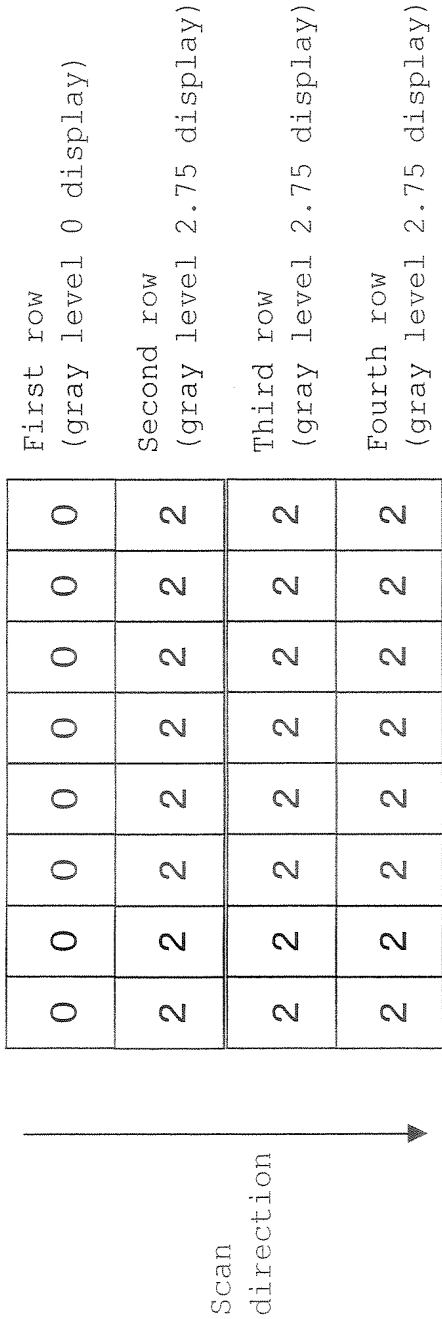 Scan
direction
0 0 0 0 0 0 0 0
First row
(gray level 0 display)
2 2 2 2 2 2 2 2
Second row
(gray level 2.75 display)
2 2 2 2 2 2 2 2
Third row
(gray level 2.75 display)
2 2 2 2 2 2 2 2
Fourth row
(gray level 2.75 display)